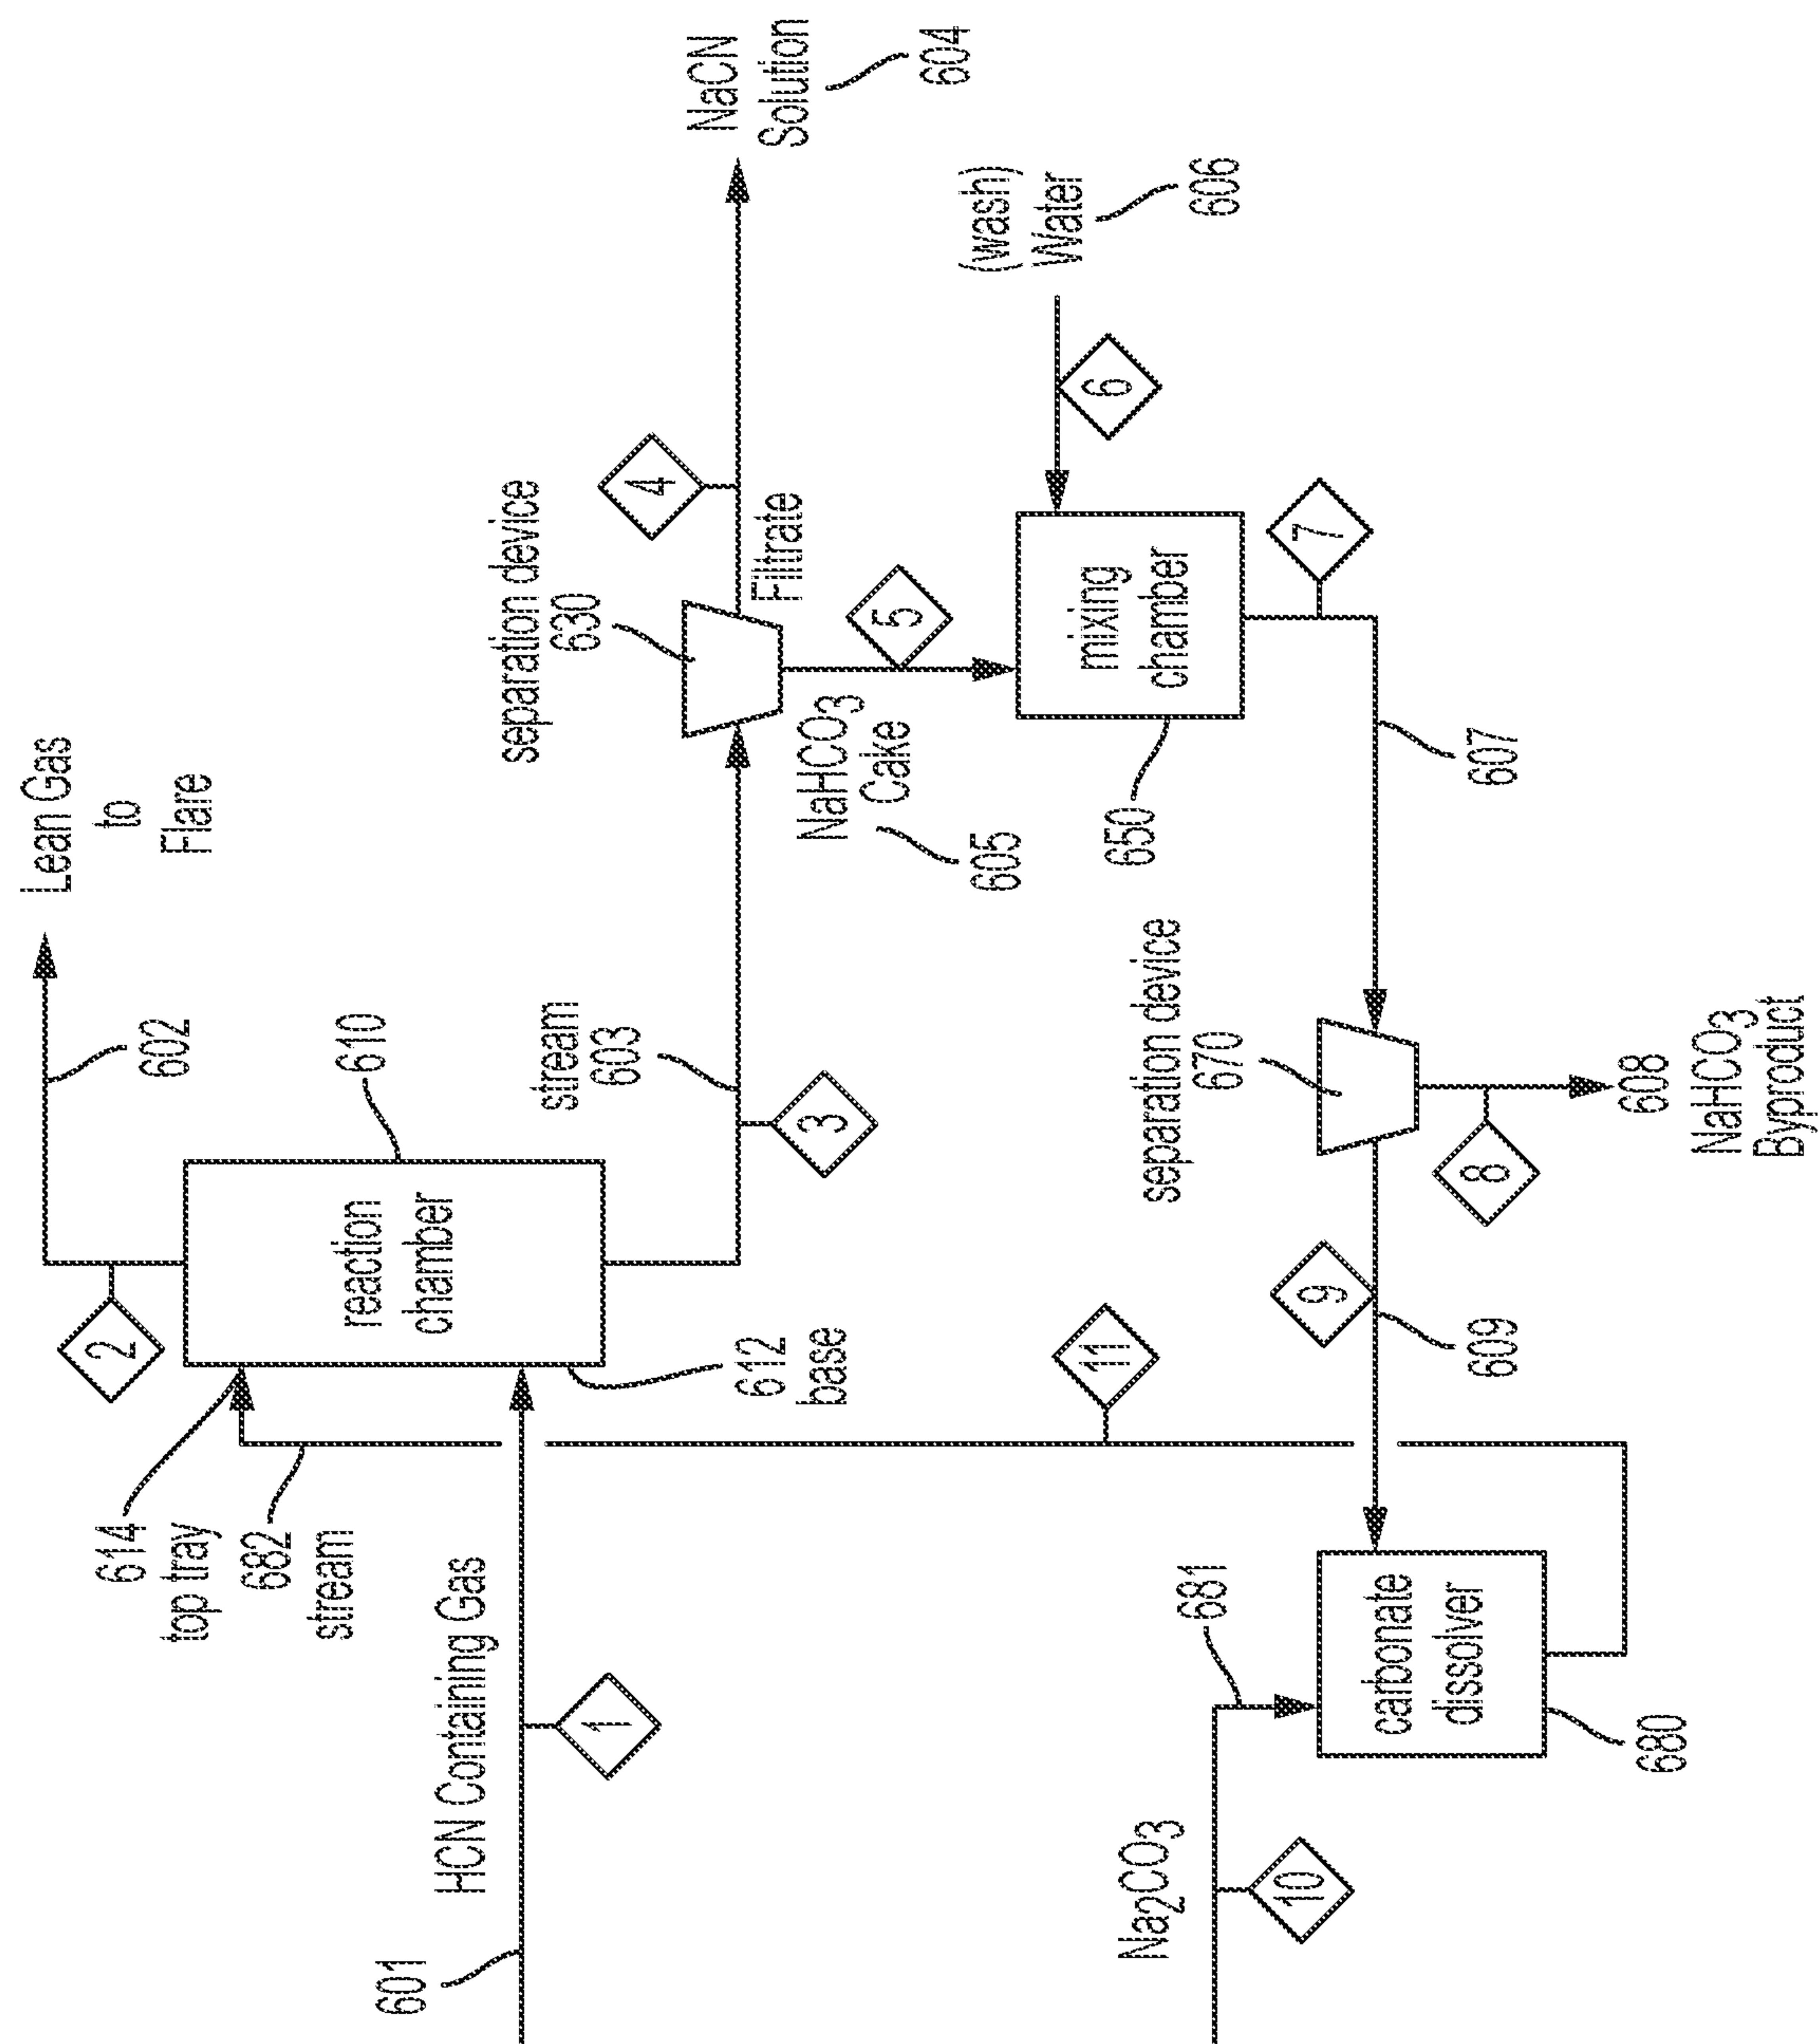 Lean Gas
to
Flare
602
2
610
reaction
chamber
614
top tray
682
stream
HCN Containing Gas
601
1
612
base
stream
603
3
separation device
630
4
Filtrate
NaCN
Solution
604
NaHCO3
Cake
605
5
(wash)
Water
606
6
mixing
chamber
650
7
607
separation device
670
8
608
NaHCO3
Byproduct
9
609
11
Na2CO3
10
681
carbonate
dissolver
680